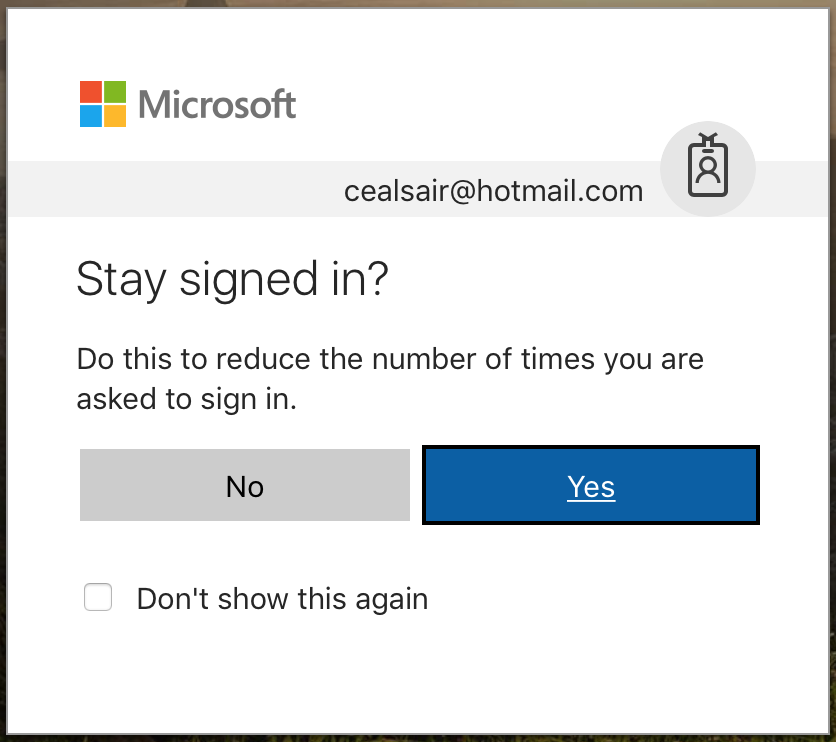 Microsoft
cealsair@hotmail.com
Stay signed in?
Do this to reduce the number of times you are
asked to sign in.
No
Yes
Don't show this again